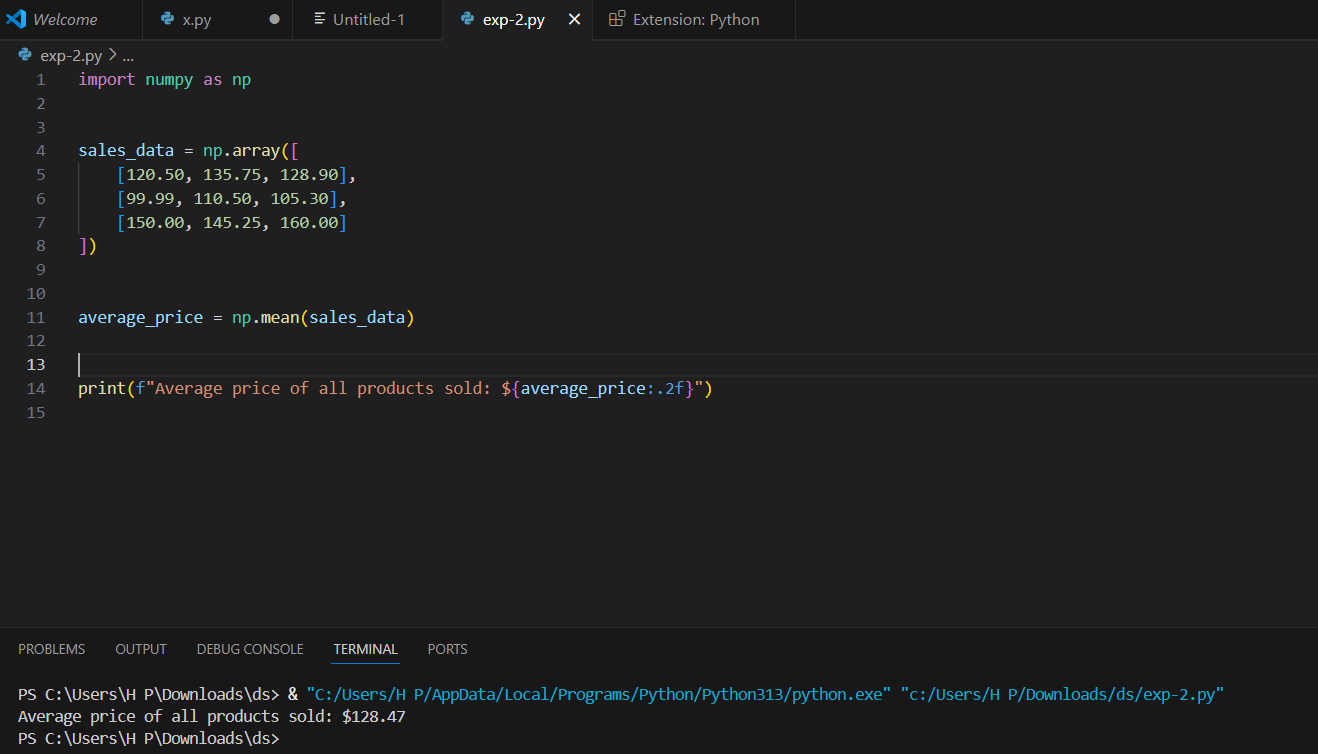 Welcome
x.py
Untitled-1
exp-2.py
Extension: Python
exp-2.py > ...
1 import numpy as np
2
3
4 sales_data = np.array([
5     [120.50, 135.75, 128.90],
6     [99.99, 110.50, 105.30],
7     [150.00, 145.25, 160.00]
8 ])
9
10
11 average_price = np.mean(sales_data)
12
13
14 print(f"Average price of all products sold: ${average_price:.2f}")
15
PROBLEMS OUTPUT DEBUG CONSOLE TERMINAL PORTS
PS C:\Users\H P\Downloads\ds> & "C:/Users/H P/AppData/Local/Programs/Python/Python313/python.exe" "c:/Users/H P/Downloads/ds/exp-2.py"
Average price of all products sold: $128.47
PS C:\Users\H P\Downloads\ds>